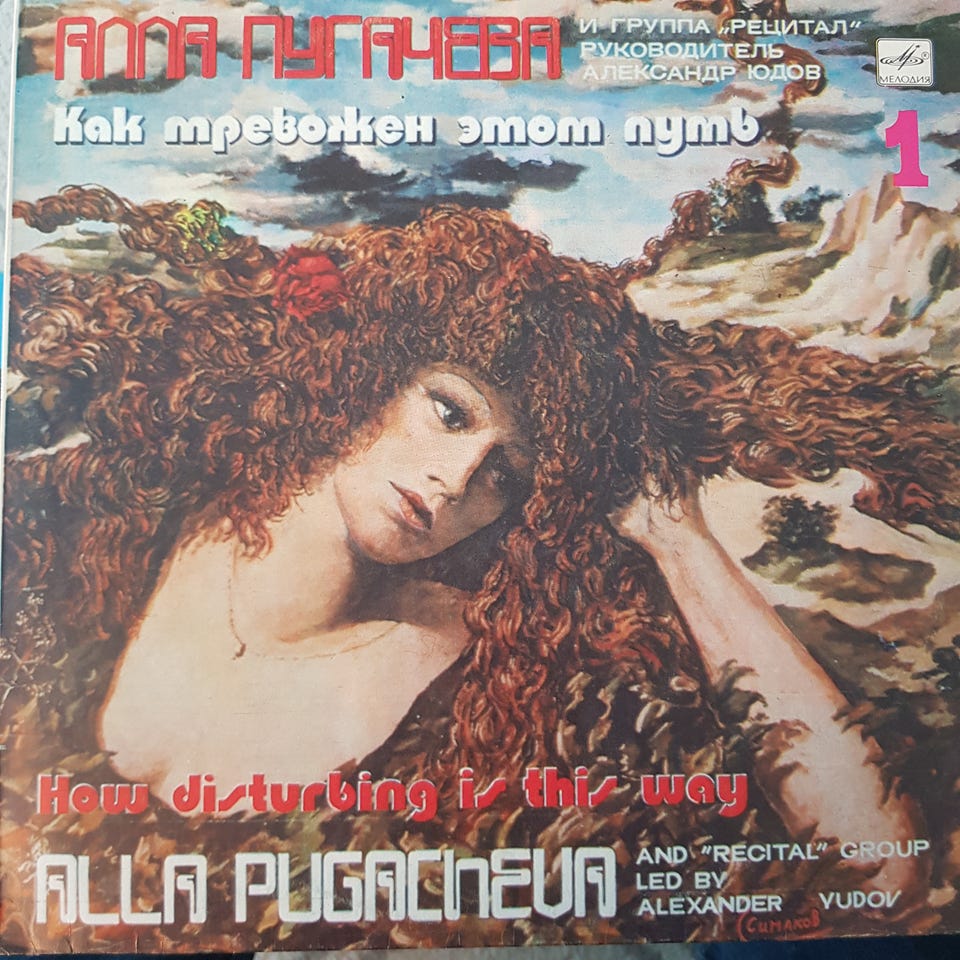 АЛЛА ПУГАЧЕВА
И ГРУППА „РЕЦИТАЛ"
РУКОВОДИТЕЛЬ
АЛЕКСАНДР ЮДОВ
МЕЛОДИЯ
Как тревожен этот путь
1
How disturbing is this way
ALLA PUGACHEVA
AND "RECITAL" GROUP
LED BY
ALEXANDER YUDOV
Симаков